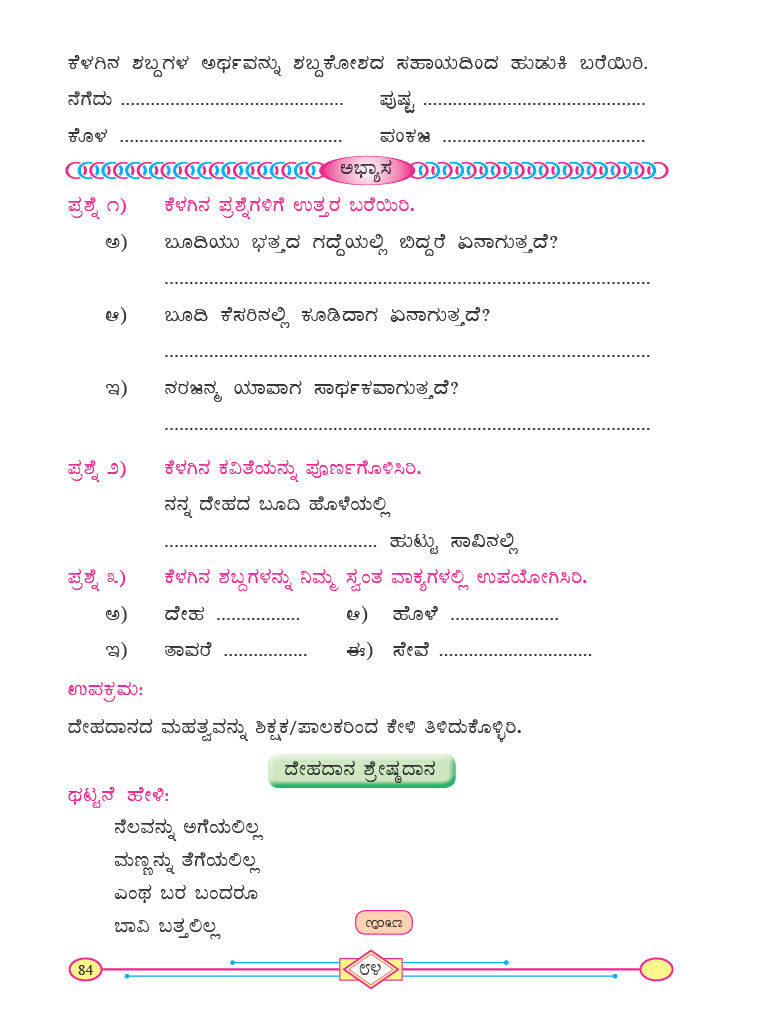 ಕೆಳಗಿನ ಶಬ್ದಗಳ ಅರ್ಥವನ್ನು ಶಬ್ದಕೋಶದ ಸಹಾಯದಿಂದ ಹುಡುಕಿ ಬರೆಯಿರಿ.
ನೆಗೆದು ............................................. ಪುಷ್ಟ .............................................
ಕೊಳ ............................................. ಪಂಕಜ .........................................
ಅಭ್ಯಾಸ
ಪ್ರಶ್ನೆ ೧) ಕೆಳಗಿನ ಪ್ರಶ್ನೆಗಳಿಗೆ ಉತ್ತರ ಬರೆಯಿರಿ.
ಅ) ಬೂದಿಯು ಭತ್ತದ ಗದ್ದೆಯಲ್ಲಿ ಬಿದ್ದರೆ ಏನಾಗುತ್ತದೆ?
..................................................................................................
ಆ) ಬೂದಿ ಕೆಸರಿನಲ್ಲಿ ಕೂಡಿದಾಗ ಏನಾಗುತ್ತದೆ?
..................................................................................................
ಇ) ನರಜನ್ಮ ಯಾವಾಗ ಸಾರ್ಥಕವಾಗುತ್ತದೆ?
..................................................................................................
ಪ್ರಶ್ನೆ ೨) ಕೆಳಗಿನ ಕವಿತೆಯನ್ನು ಪೂರ್ಣಗೊಳಿಸಿರಿ.
ನನ್ನ ದೇಹದ ಬೂದಿ ಹೊಳೆಯಲ್ಲಿ
........................................... ಹುಟ್ಟು ಸಾವಿನಲ್ಲಿ
ಪ್ರಶ್ನೆ ೩) ಕೆಳಗಿನ ಶಬ್ದಗಳನ್ನು ನಿಮ್ಮ ಸ್ವಂತ ವಾಕ್ಯಗಳಲ್ಲಿ ಉಪಯೋಗಿಸಿರಿ.
ಅ) ದೇಹ ................. ಆ) ಹೊಳೆ ......................
ಇ) ತಾವರೆ ................. ಈ) ಸೇವೆ ...............................
ಉಪಕ್ರಮ:
ದೇಹದಾನದ ಮಹತ್ವವನ್ನು ಶಿಕ್ಷಕ/ಪಾಲಕರಿಂದ ಕೇಳಿ ತಿಳಿದುಕೊಳ್ಳಿರಿ.
ದೇಹದಾನ ಶ್ರೇಷ್ಠದಾನ
ಥಟ್ಟನೆ ಹೇಳಿ:
ನೆಲವನ್ನು ಅಗೆಯಲಿಲ್ಲ
ಮಣ್ಣನ್ನು ತೆಗೆಯಲಿಲ್ಲ
ಎಂಥ ಬರ ಬಂದರೂ
ಬಾವಿ ಬತ್ತಲಿಲ್ಲ
84 ೮೪